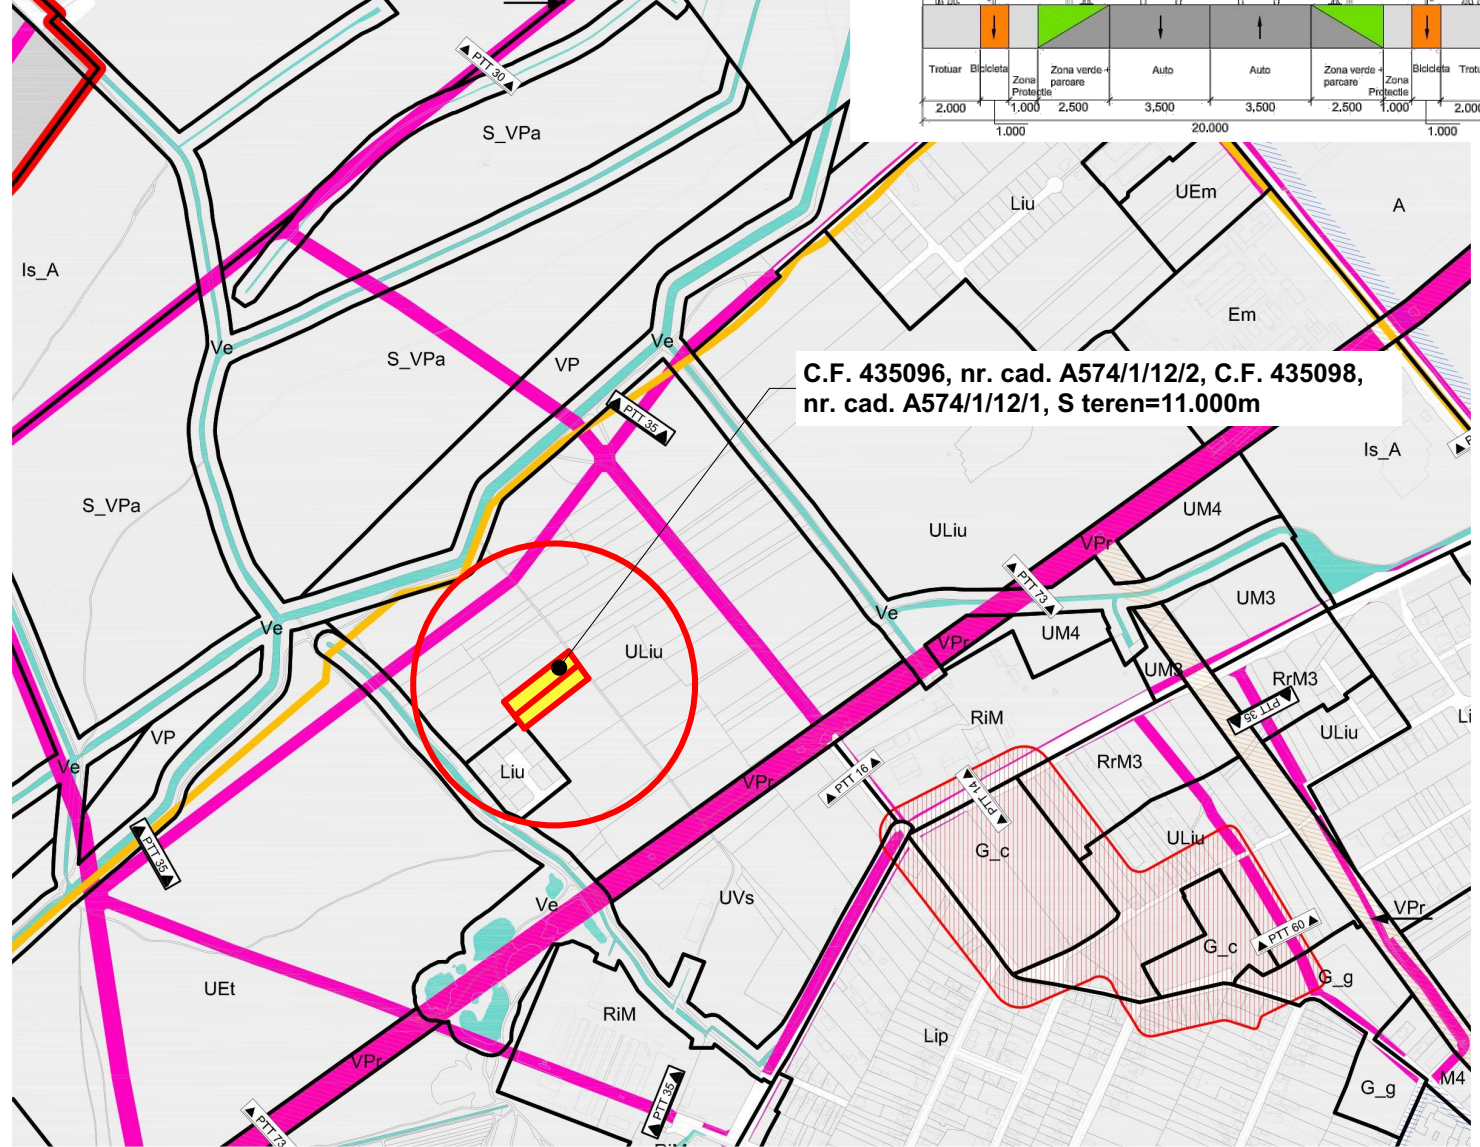 Trotuar Bicicleta Zona Protectie Zona verde + parcare Auto Auto Zona verde + parcare Zona Protectie Bicicleta
2.000 1.000 2,500 3,500 3,500 2.500 1.000 2.000
1.000 20.000 1.000
PTT 30
S_VPa
Liu
UEm
A
Is_A
Em
Ve
S_VPa
VP
Ve
C.F. 435096, nr. cad. A574/1/12/2, C.F. 435098,
nr. cad. A574/1/12/1, S teren=11.000m
PTT 35
Is_A
S_VPa
UM4
ULiu
VPr
PTT 73
UM3
Ve
Ve
UM4
VPr
ULiu
UM3
RrM3
PTT 35
RiM
ULiu
VP
Ve
Liu
VPr
PTT 16
PTT 14
RrM3
PTT 35
G_c
ULiu
UVs
Ve
VPr
PTT 60
G_c
G_g
UEt
RiM
Lip
VPr
PTT 35
G_g
M4
PTT 73
RiM